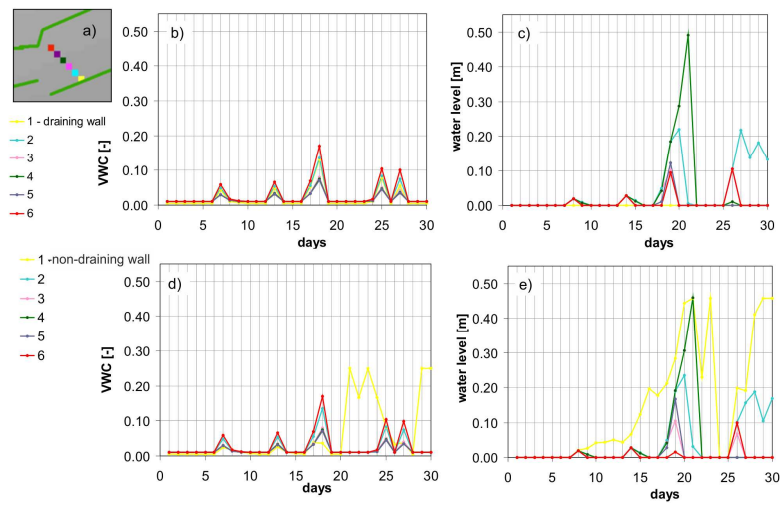 a)
1 - draining wall
2
3
4
5
6
b)
VWC [-]
0.50
0.40
0.30
0.20
0.10
0.00
0 5 10 15 20 25 30
days
c)
water level [m]
0.50
0.40
0.30
0.20
0.10
0.00
0 5 10 15 20 25 30
days
1 -non-draining wall
2
3
4
5
6
d)
VWC [-]
0.50
0.40
0.30
0.20
0.10
0.00
0 5 10 15 20 25 30
days
e)
water level [m]
0.50
0.40
0.30
0.20
0.10
0.00
0 5 10 15 20 25 30
days